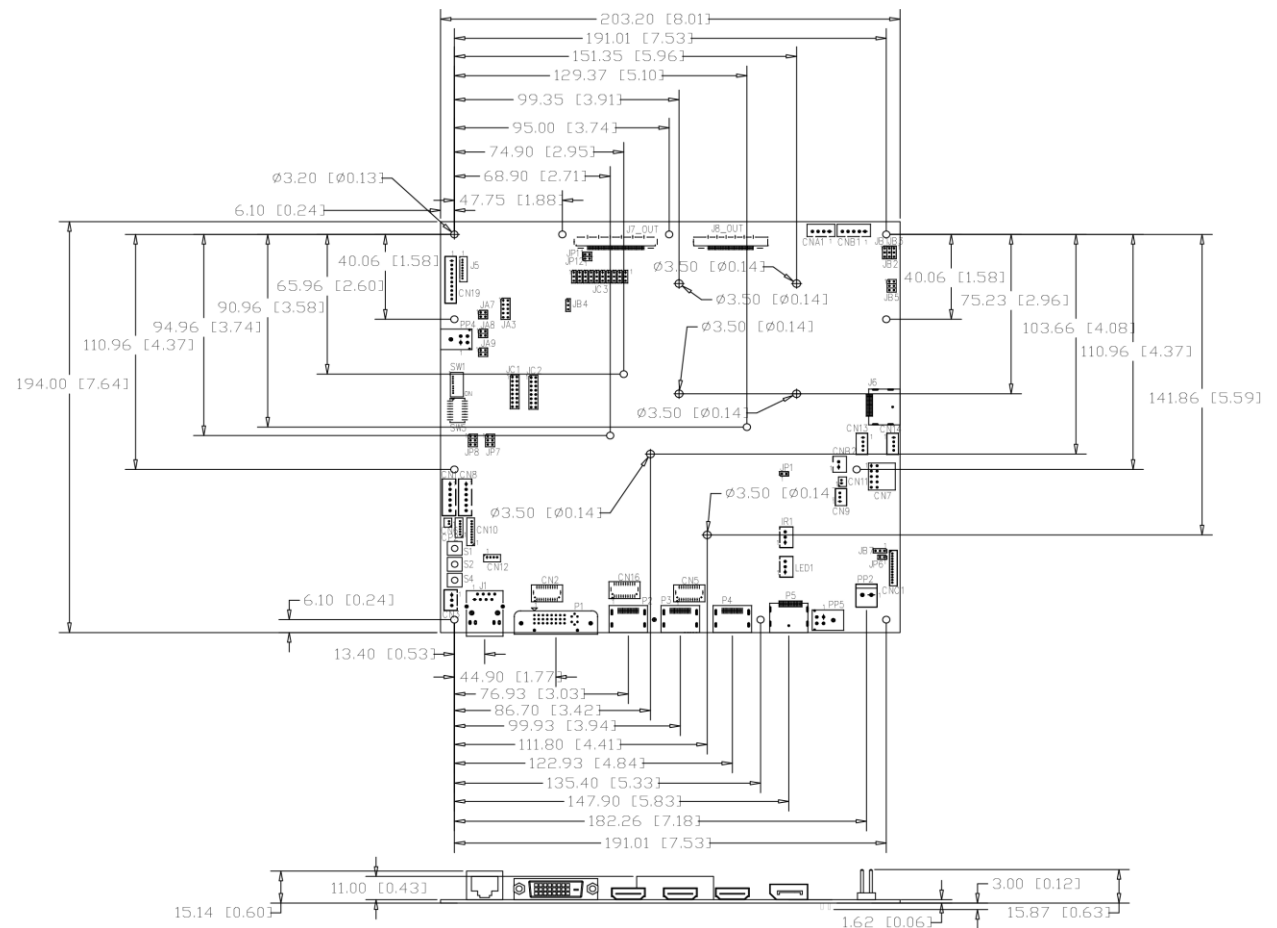 203.20 [8.01]
191.01 [7.53]
151.35 [5.96]
129.37 [5.10]
99.35 [3.91]
95.00 [3.74]
74.90 [2.95]
Ø3.20 [Ø0.13]
68.90 [2.71]
47.75 [1.88]
6.10 [0.24]
J7_OUT
J8_OUT
CNA1 1
CNB1 1
JB2
JB5
JP12
40.06 [1.58]
J5
CN19
65.96 [2.60]
90.96 [3.58]
94.96 [3.74]
110.96 [4.37]
194.00 [7.64]
JC3
JB4
JA7
JA8
JA9
JA3
PP4
Ø3.50 [Ø0.14]
Ø3.50 [Ø0.14]
Ø3.50 [Ø0.14]
Ø3.50 [Ø0.14]
40.06 [1.58]
75.23 [2.96]
103.66 [4.08]
110.96 [4.37]
141.86 [5.59]
SW1
JC1
JC2
J6
JP8
JP7
CN13
CN14
CNB2
CN8
JP1
CN11
CN7
CN9
Ø3.50 [Ø0.14]
Ø3.50 [Ø0.14]
CN10
IR1
S1
S2
S4
CN12
JB7
JP6
LED1
CNC1
J1
CN2
CN16
CN5
PP2
P1
P2
P3
P4
P5
PP5
6.10 [0.24]
13.40 [0.53]
44.90 [1.77]
76.93 [3.03]
86.70 [3.42]
99.93 [3.94]
111.80 [4.41]
122.93 [4.84]
135.40 [5.33]
147.90 [5.83]
182.26 [7.18]
191.01 [7.53]
11.00 [0.43]
15.14 [0.60]
3.00 [0.12]
1.62 [0.06]
15.87 [0.63]